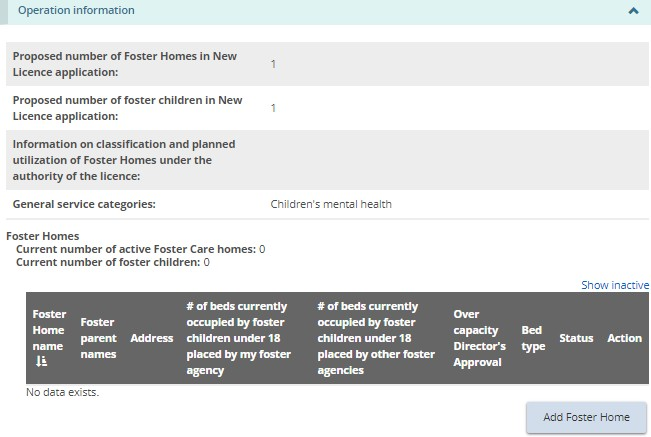 Operation information
Proposed number of Foster Homes in New
Licence application:
1
Proposed number of foster children in New
Licence application:
1
Information on classification and planned
utilization of Foster Homes under the
authority of the licence:
General service categories:
Children's mental health
Foster Homes
Current number of active Foster Care homes: 0
Current number of foster children: 0
Show inactive
Foster
Home
name
Foster
parent
names
Address
# of beds currently
occupied by foster
children under 18
placed by my foster
agency
# of beds currently
occupied by foster
children under 18
placed by other foster
agencies
Over
capacity
Director's
Approval
Bed
type
Status
Action
No data exists.
Add Foster Home